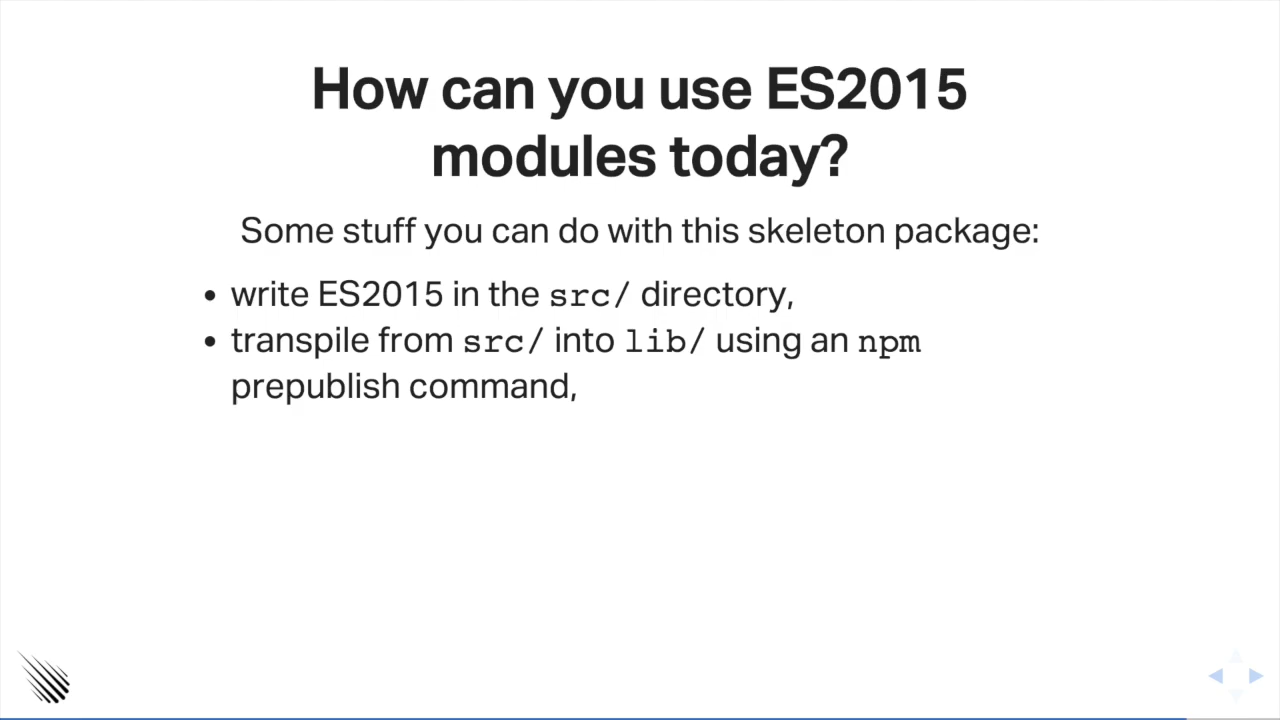 How can you use ES2015
modules today?
Some stuff you can do with this skeleton package:
• write ES2015 in the src/ directory,
• transpile from src/ into lib/ using an npm
prepublish command,